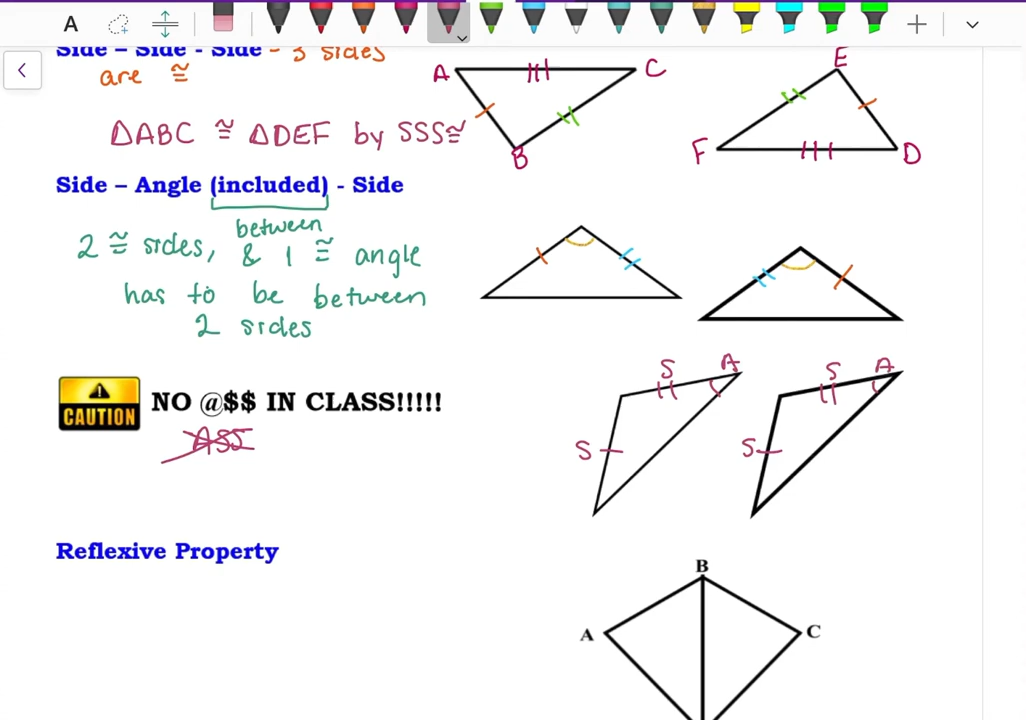 A
Side – Side - Side - 3 sides
are ≅
A C E
ΔABC ≅ ΔDEF by SSS≅
B F D
Side – Angle (included) - Side
between
2 ≅ sides, & 1 ≅ angle
has to be between
2 sides
S A S A
CAUTION NO @$$ IN CLASS!!!!!
ASS
S S
Reflexive Property
B
A C